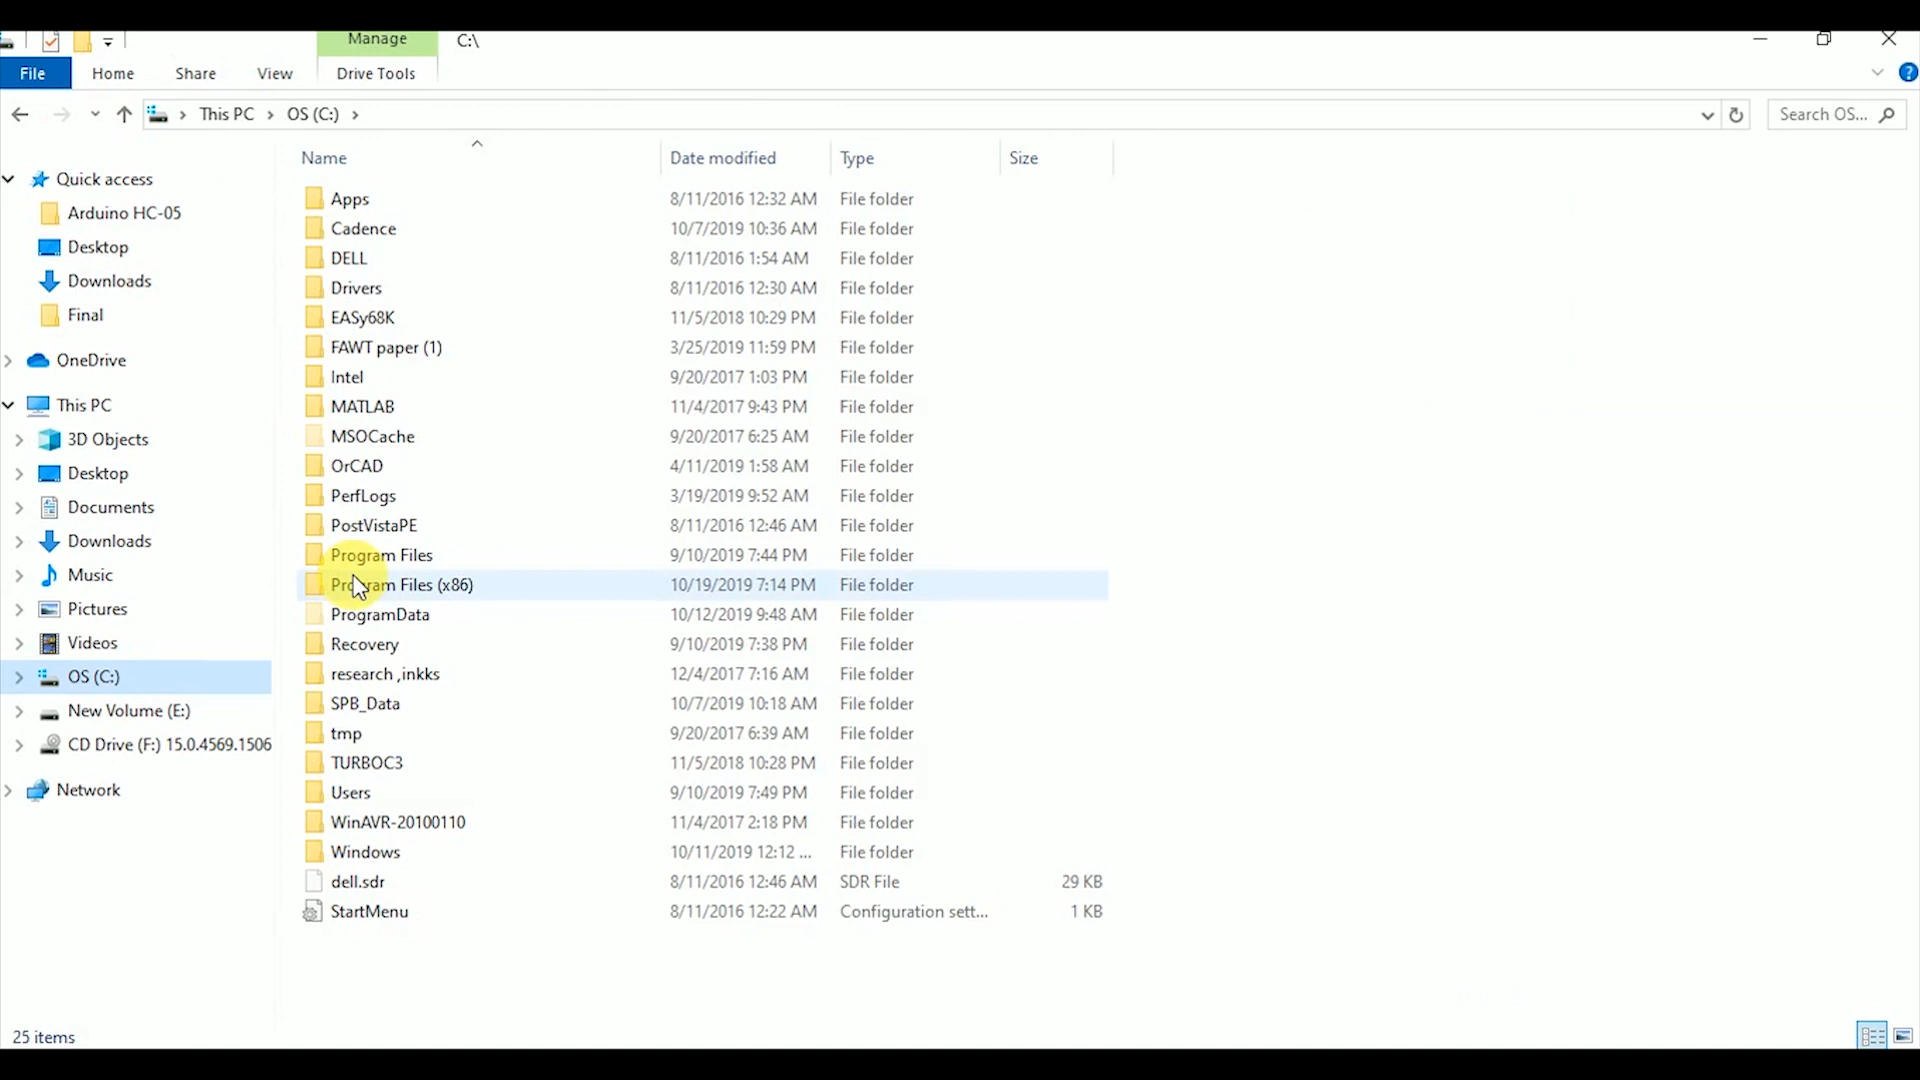 Manage C:\
File Home Share View Drive Tools
This PC OS (C:) Search OS...
Name Date modified Type Size
Quick access
Arduino HC-05
Desktop
Downloads
Final
OneDrive
This PC
3D Objects
Desktop
Documents
Downloads
Music
Pictures
Videos
OS (C:)
New Volume (E:)
CD Drive (F:) 15.0.4569.1506
Network
Apps 8/11/2016 12:32 AM File folder
Cadence 10/7/2019 10:36 AM File folder
DELL 8/11/2016 1:54 AM File folder
Drivers 8/11/2016 12:30 AM File folder
EASy68K 11/5/2018 10:29 PM File folder
FAWT paper (1) 3/25/2019 11:59 PM File folder
Intel 9/20/2017 1:03 PM File folder
MATLAB 11/4/2017 9:43 PM File folder
MSOCache 9/20/2017 6:25 AM File folder
OrCAD 4/11/2019 1:58 AM File folder
PerfLogs 3/19/2019 9:52 AM File folder
PostVistaPE 8/11/2016 12:46 AM File folder
Program Files 9/10/2019 7:44 PM File folder
Program Files (x86) 10/19/2019 7:14 PM File folder
ProgramData 10/12/2019 9:48 AM File folder
Recovery 9/10/2019 7:38 PM File folder
research ,inkks 12/4/2017 7:16 AM File folder
SPB_Data 10/7/2019 10:18 AM File folder
tmp 9/20/2017 6:39 AM File folder
TURBOC3 11/5/2018 10:28 PM File folder
Users 9/10/2019 7:49 PM File folder
WinAVR-20100110 11/4/2017 2:18 PM File folder
Windows 10/11/2019 12:12 ... File folder
dell.sdr 8/11/2016 12:46 AM SDR File 29 KB
StartMenu 8/11/2016 12:22 AM Configuration sett... 1 KB
25 items